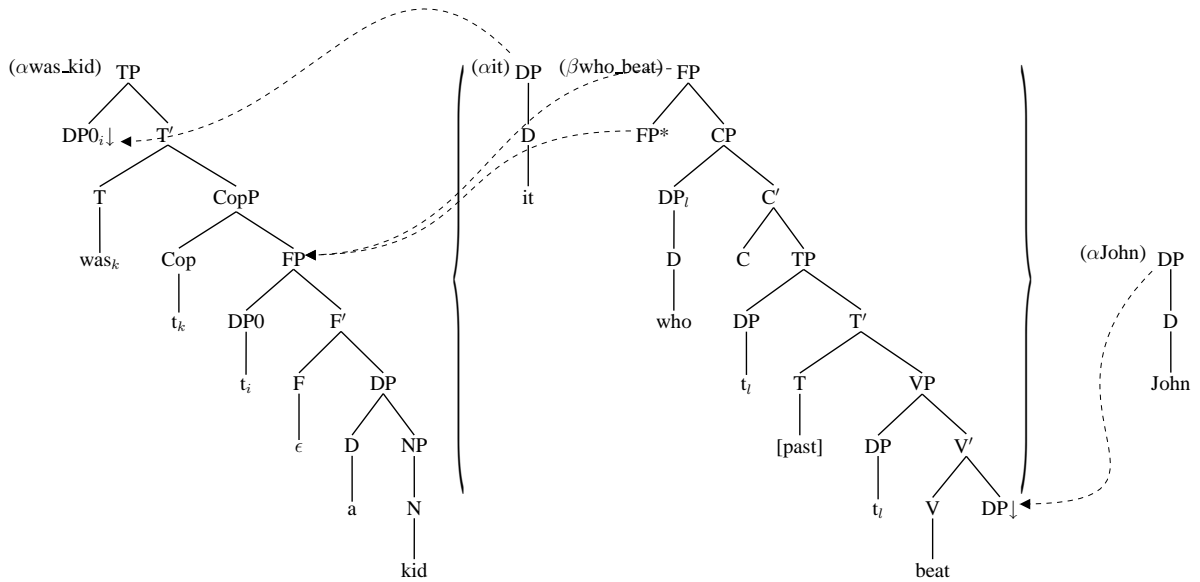 (αwas_kid) TP (αit) DP (βwho_beat) FP
DP0ᵢ↓ T′ D FP* CP
T CopP it DPₗ C′
wasₖ Cop FP D C TP (αJohn) DP
tₖ DP0 F′ who DP T′ D
tᵢ F DP tₗ T VP John
ϵ D NP [past] DP V′
a N tₗ V DP↓
kid beat